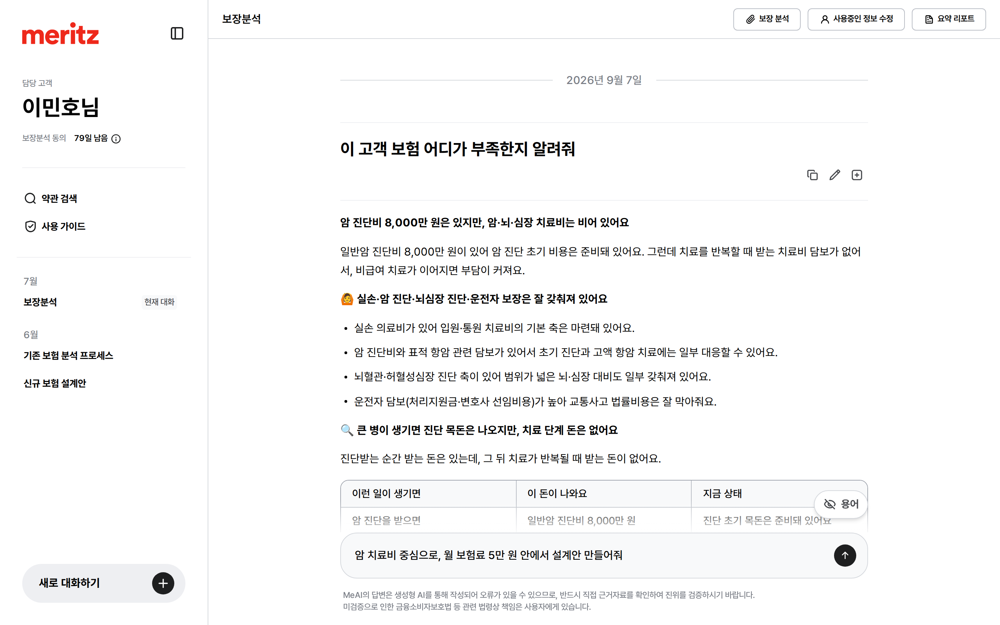 meritz
담당 고객
이민호님
보장분석 동의 79일 남음
약관 검색
사용 가이드
7월
보장분석 현재 대화
6월
기존 보험 분석 프로세스
신규 보험 설계안
새로 대화하기
보장분석
보장 분석 사용중인 정보 수정 요약 리포트
2026년 9월 7일
이 고객 보험 어디가 부족한지 알려줘
암 진단비 8,000만 원은 있지만, 암·뇌·심장 치료비는 비어 있어요
일반암 진단비 8,000만 원이 있어 암 진단 초기 비용은 준비돼 있어요. 그런데 치료를 반복할 때 받는 치료비 담보가 없어
서, 비급여 치료가 이어지면 부담이 커져요.
🙆 실손·암 진단·뇌심장 진단·운전자 보장은 잘 갖춰져 있어요
• 실손 의료비가 있어 입원·통원 치료비의 기본 축은 마련돼 있어요.
• 암 진단비와 표적 항암 관련 담보가 있어서 초기 진단과 고액 항암 치료에는 일부 대응할 수 있어요.
• 뇌혈관·허혈성심장 진단 축이 있어 범위가 넓은 뇌·심장 대비도 일부 갖춰져 있어요.
• 운전자 담보(처리지원금·변호사 선임비용)가 높아 교통사고 법률비용은 잘 막아줘요.
🔍 큰 병이 생기면 진단 목돈은 나오지만, 치료 단계 돈은 없어요
진단받는 순간 받는 돈은 있는데, 그 뒤 치료가 반복될 때 받는 돈이 없어요.
이런 일이 생기면 이 돈이 나와요 지금 상태
용어
암 진단을 받으면 일반암 진단비 8,000만 원 진단 초기 목돈은 준비돼 있어요
암 치료비 중심으로, 월 보험료 5만 원 안에서 설계안 만들어줘
MeAI의 답변은 생성형 AI를 통해 작성되어 오류가 있을 수 있으므로, 반드시 직접 근거자료를 확인하여 진위를 검증하시기 바랍니다.
미검증으로 인한 금융소비자보호법 등 관련 법령상 책임은 사용자에게 있습니다.